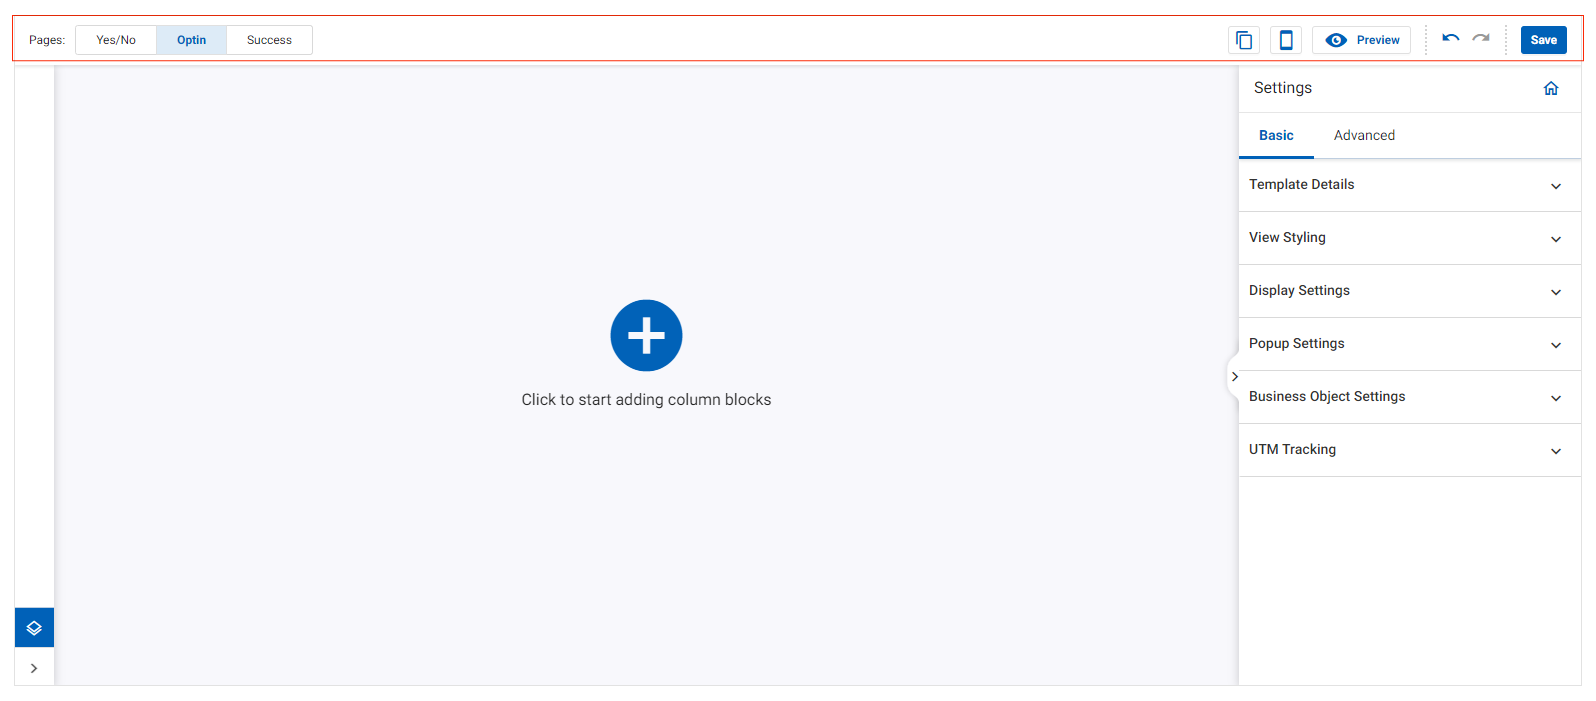 Pages: Yes/No Optin Success Preview Save
Settings
Basic Advanced
Template Details
View Styling
Display Settings
Popup Settings
Business Object Settings
UTM Tracking
Click to start adding column blocks